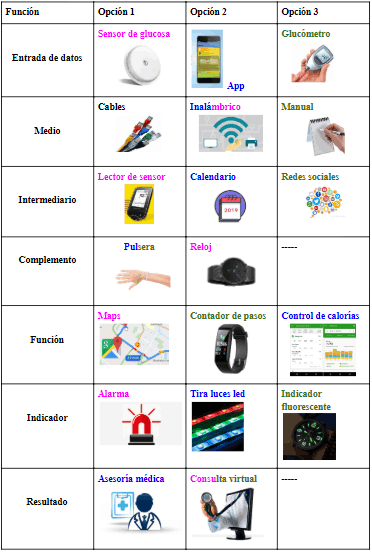 Función Opción 1 Opción 2 Opción 3
Entrada de datos Sensor de glucosa App Glucómetro
Medio Cables Inalámbrico Manual
Intermediario Lector de sensor Calendario Redes sociales
2019
Complemento Pulsera Reloj -----
Función Maps Contador de pasos Control de calorías
Indicador Alarma Tira luces led Indicador
fluorescente
Resultado Asesoría médica Consulta virtual -----